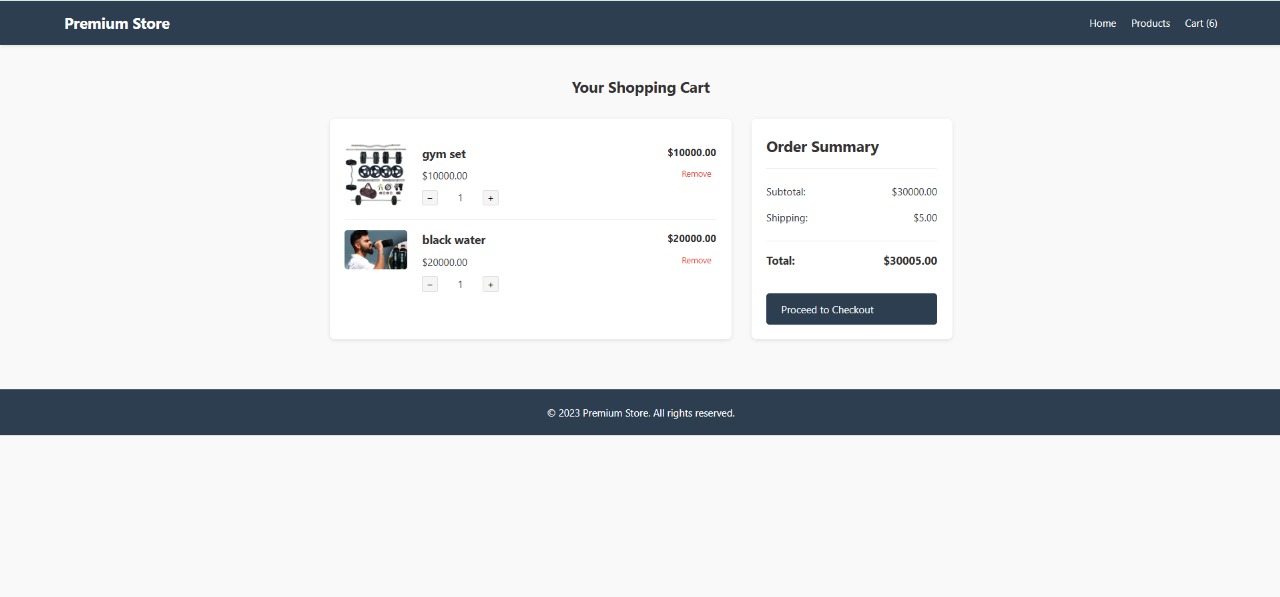 Premium Store
Home Products Cart (6)
Your Shopping Cart
gym set
$10000.00
$10000.00
Remove
− 1 +
black water
$20000.00
$20000.00
Remove
− 1 +
Order Summary
Subtotal: $30000.00
Shipping: $5.00
Total: $30005.00
Proceed to Checkout
© 2023 Premium Store. All rights reserved.